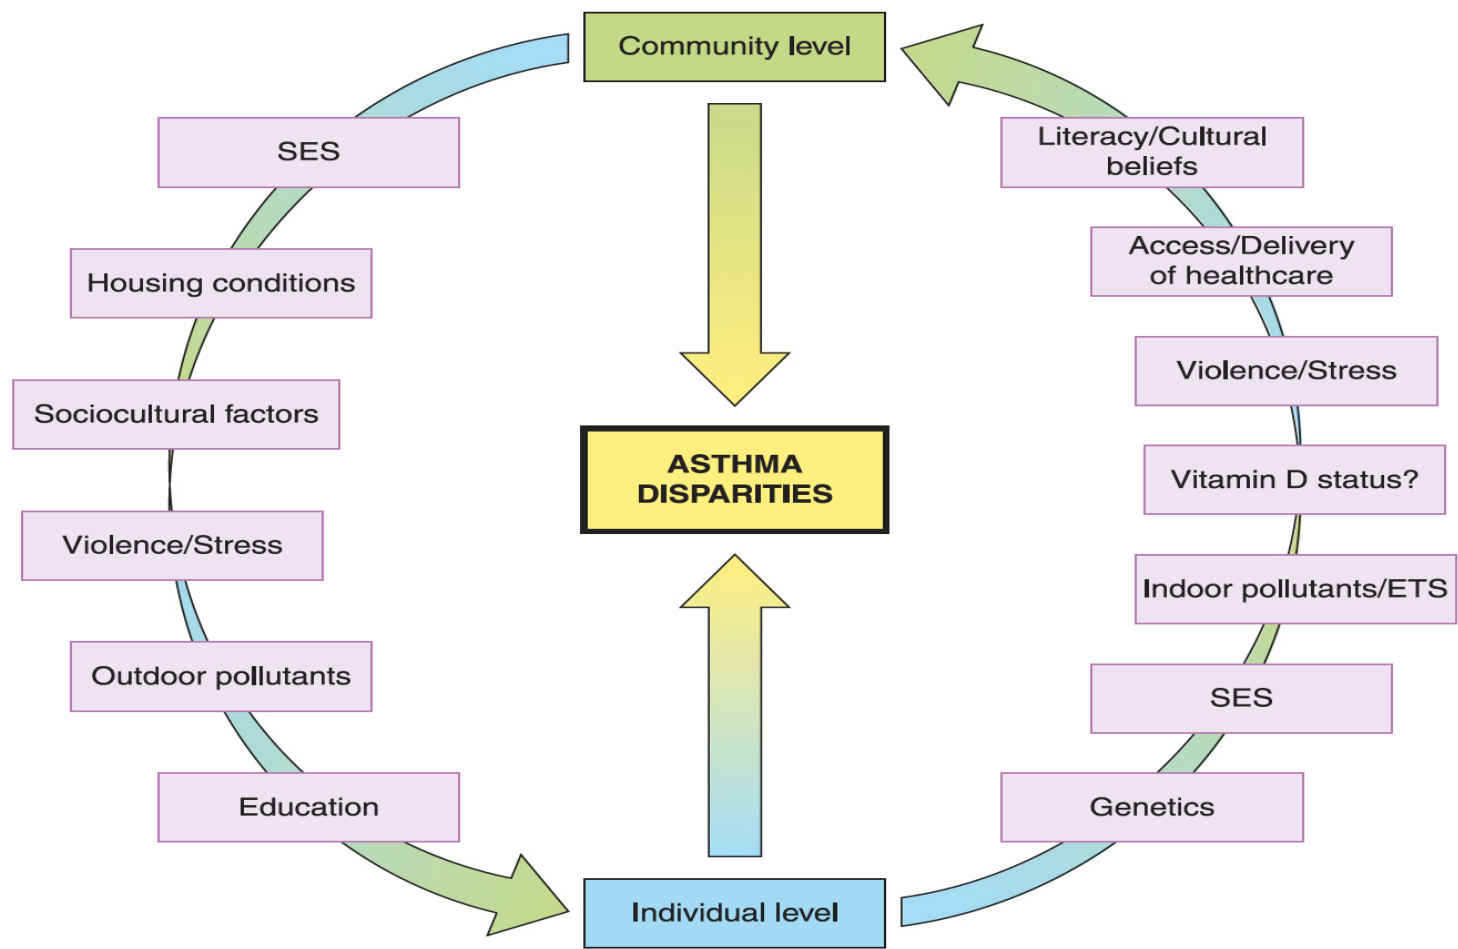 Community level
SES
Housing conditions
Sociocultural factors
Violence/Stress
Outdoor pollutants
Education
ASTHMA
DISPARITIES
Individual level
Literacy/Cultural
beliefs
Access/Delivery
of healthcare
Violence/Stress
Vitamin D status?
Indoor pollutants/ETS
SES
Genetics